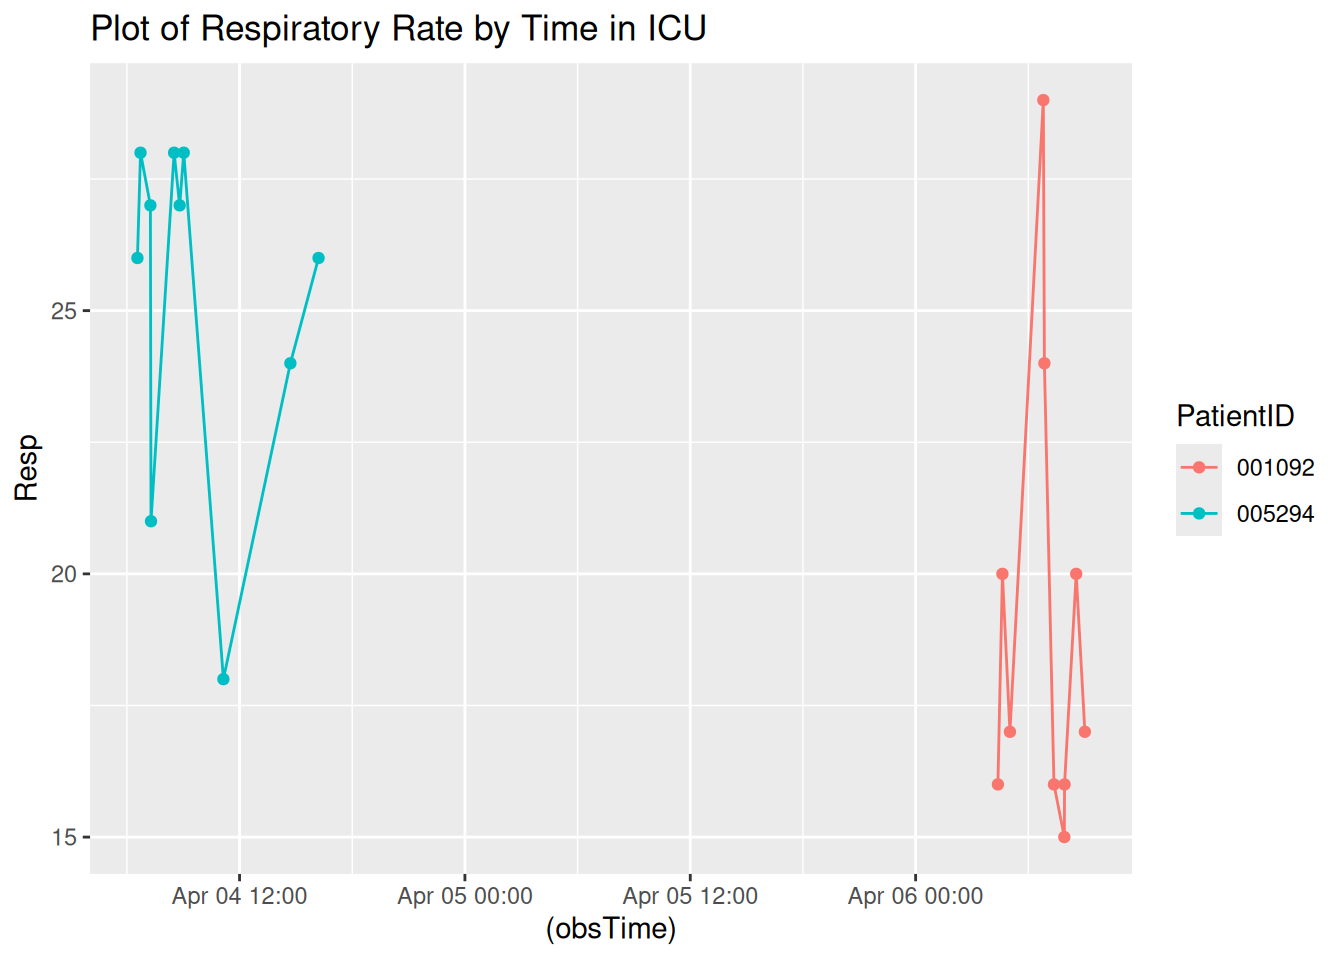 Plot of Respiratory Rate by Time in ICU
Resp
25
20
15
Apr 04 12:00
Apr 05 00:00
Apr 05 12:00
Apr 06 00:00
(obsTime)
PatientID
001092
005294